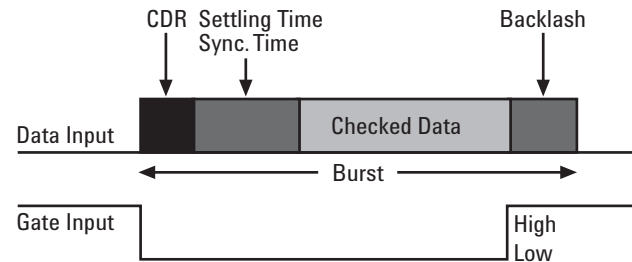 CDR Settling Time Backlash
Sync. Time
Data Input Checked Data
Burst
Gate Input High
Low